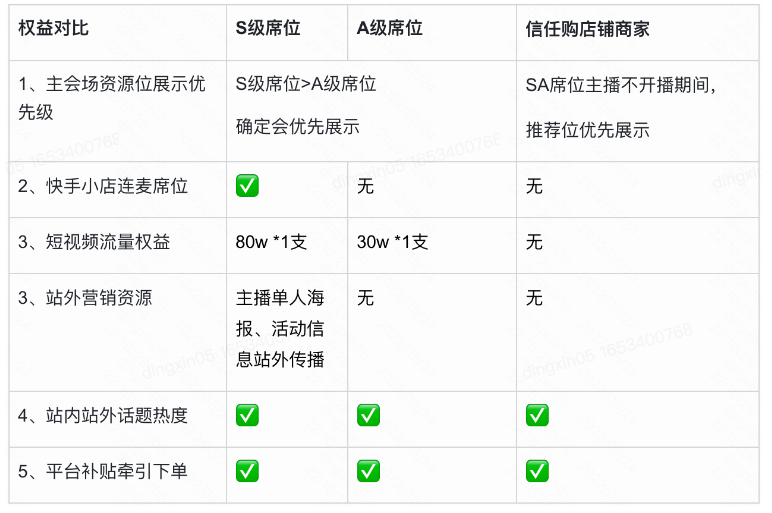 权益对比
S级席位
A级席位
信任购店铺商家
1、主会场资源位展示优
先级
S级席位>A级席位
确定会优先展示
SA席位主播不开播期间，
推荐位优先展示
2、快手小店连麦席位
✅
无
无
3、短视频流量权益
80w *1支
30w *1支
无
3、站外营销资源
主播单人海
报、活动信
息站外传播
无
无
4、站内站外话题热度
✅
✅
✅
5、平台补贴牵引下单
✅
✅
✅
dingxin05 1653400768
dingxin05 1653400768